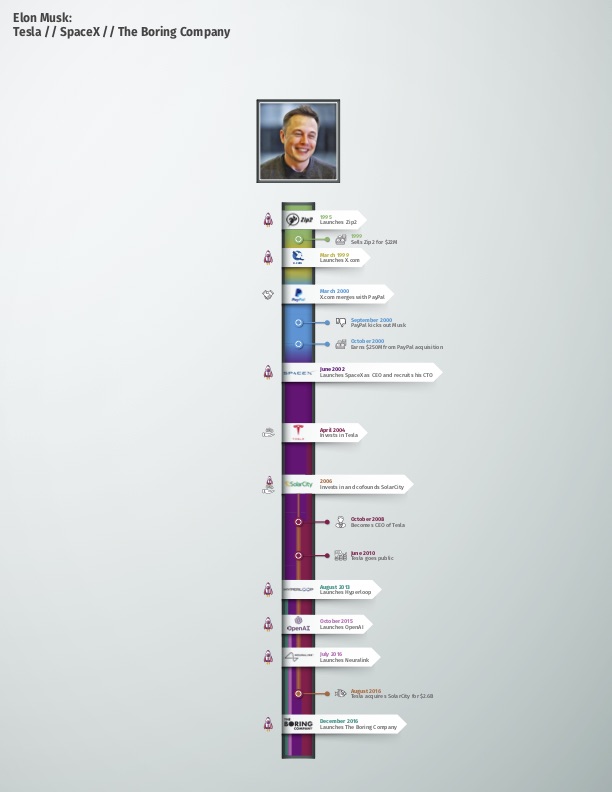 Elon Musk:
Tesla // SpaceX // The Boring Company
Zip2
1995
Launches Zip2
1999
Sells Zip2 for $22M
X.COM
March 1999
Launches X.com
PayPal
March 2000
X.com merges with PayPal
September 2000
PayPal kicks out Musk
October 2000
Earns $250M from PayPal acquisition
SPACEX
June 2002
Launches SpaceX as CEO and recruits his CTO
TESLA
April 2004
Invests in Tesla
SolarCity
2006
Invests in and cofounds SolarCity
October 2008
Becomes CEO of Tesla
June 2010
Tesla goes public
HYPERLOOP
August 2013
Launches Hyperloop
OpenAI
October 2015
Launches OpenAI
July 2016
Launches Neuralink
August 2016
Tesla acquires SolarCity for $2.6B
THE
BORING
COMPANY
December 2016
Launches The Boring Company